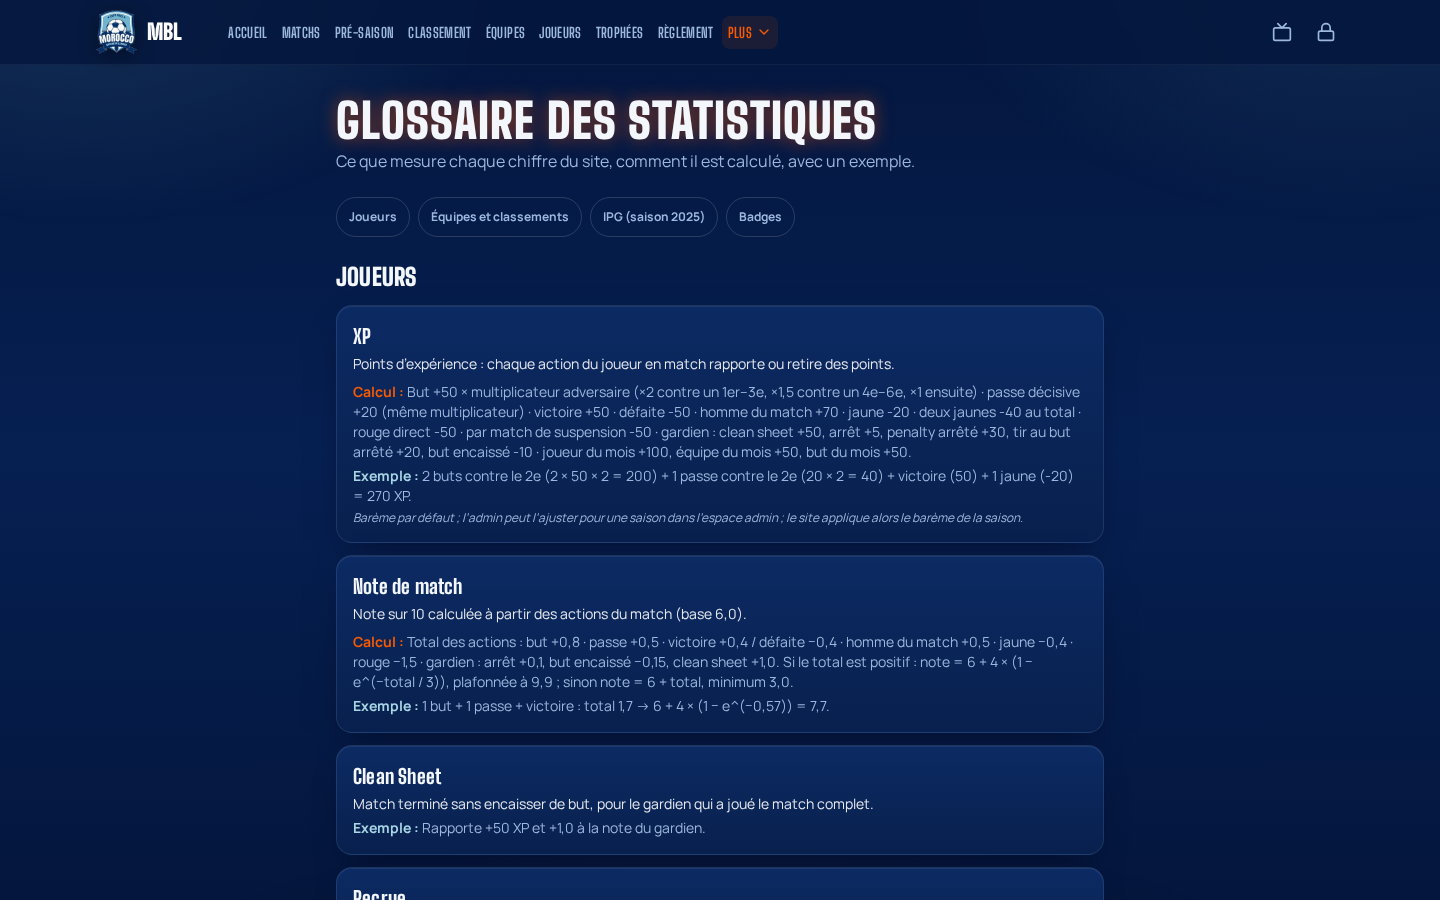 MOROCCO
MBL
ACCUEIL MATCHS PRÉ-SAISON CLASSEMENT ÉQUIPES JOUEURS TROPHÉES RÈGLEMENT PLUS
GLOSSAIRE DES STATISTIQUES
Ce que mesure chaque chiffre du site, comment il est calculé, avec un exemple.
Joueurs Équipes et classements IPG (saison 2025) Badges
JOUEURS
XP
Points d'expérience : chaque action du joueur en match rapporte ou retire des points.
Calcul : But +50 × multiplicateur adversaire (×2 contre un 1er–3e, ×1,5 contre un 4e–6e, ×1 ensuite) · passe décisive
+20 (même multiplicateur) · victoire +50 · défaite -50 · homme du match +70 · jaune -20 · deux jaunes -40 au total ·
rouge direct -50 · par match de suspension -50 · gardien : clean sheet +50, arrêt +5, penalty arrêté +30, tir au but
arrêté +20, but encaissé -10 · joueur du mois +100, équipe du mois +50, but du mois +50.
Exemple : 2 buts contre le 2e (2 × 50 × 2 = 200) + 1 passe contre le 2e (20 × 2 = 40) + victoire (50) + 1 jaune (-20)
= 270 XP.
Barème par défaut ; l'admin peut l'ajuster pour une saison dans l'espace admin ; le site applique alors le barème de la saison.
Note de match
Note sur 10 calculée à partir des actions du match (base 6,0).
Calcul : Total des actions : but +0,8 · passe +0,5 · victoire +0,4 / défaite −0,4 · homme du match +0,5 · jaune −0,4 ·
rouge −1,5 · gardien : arrêt +0,1, but encaissé −0,15, clean sheet +1,0. Si le total est positif : note = 6 + 4 × (1 −
e^(−total / 3)), plafonnée à 9,9 ; sinon note = 6 + total, minimum 3,0.
Exemple : 1 but + 1 passe + victoire : total 1,7 → 6 + 4 × (1 − e^(−0,57)) = 7,7.
Clean Sheet
Match terminé sans encaisser de but, pour le gardien qui a joué le match complet.
Exemple : Rapporte +50 XP et +1,0 à la note du gardien.
Recrue